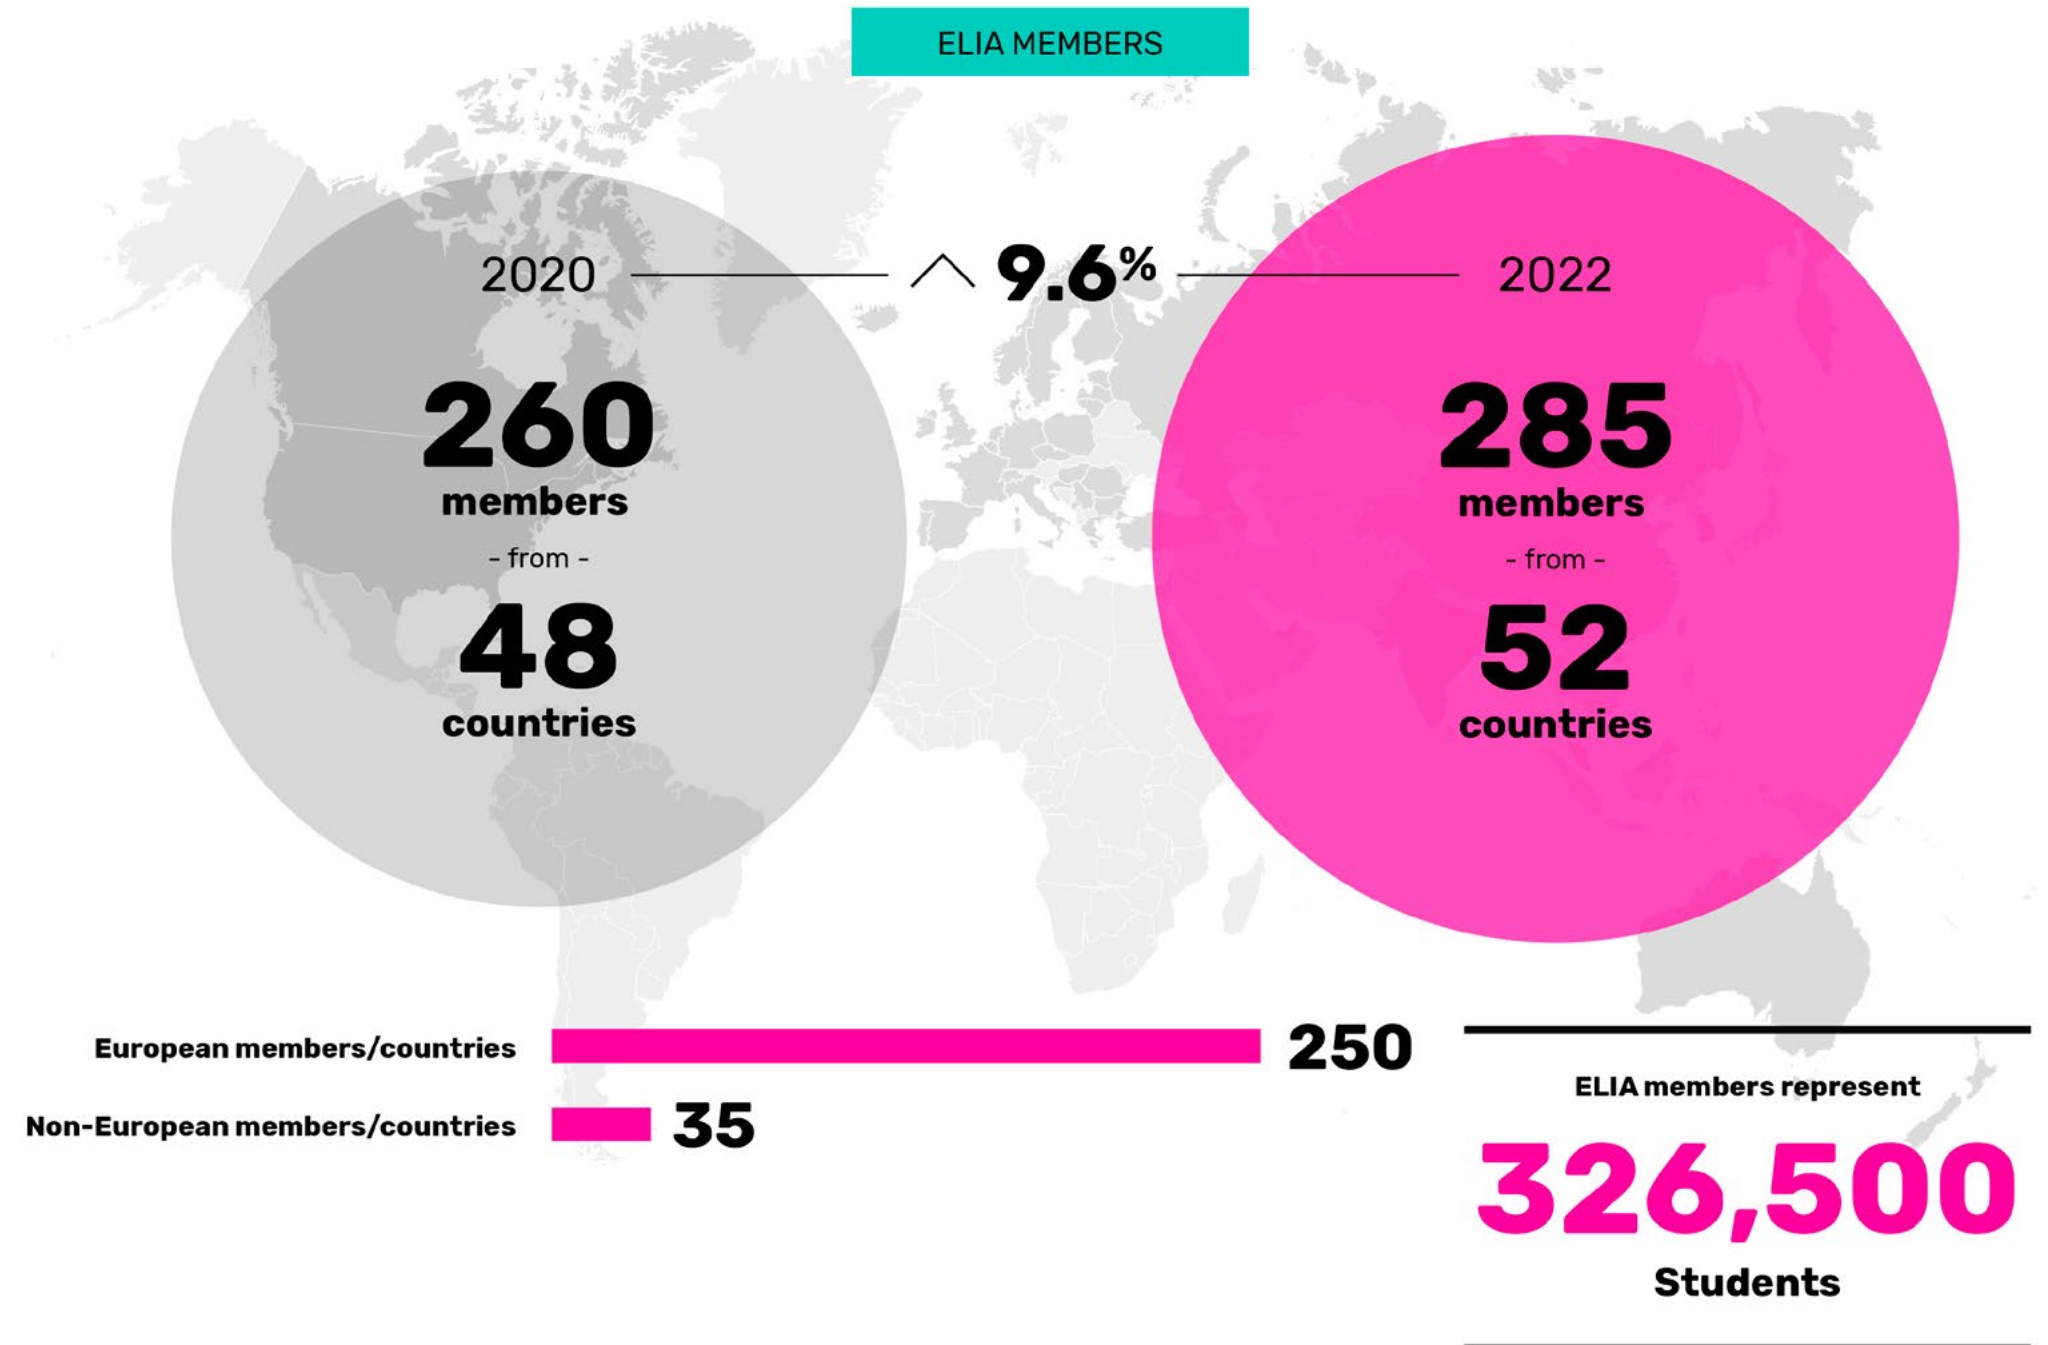 ELIA MEMBERS
2020
9.6%
2022
260
members
- from -
48
countries
285
members
- from -
52
countries
European members/countries 250
Non-European members/countries 35
ELIA members represent
326,500
Students